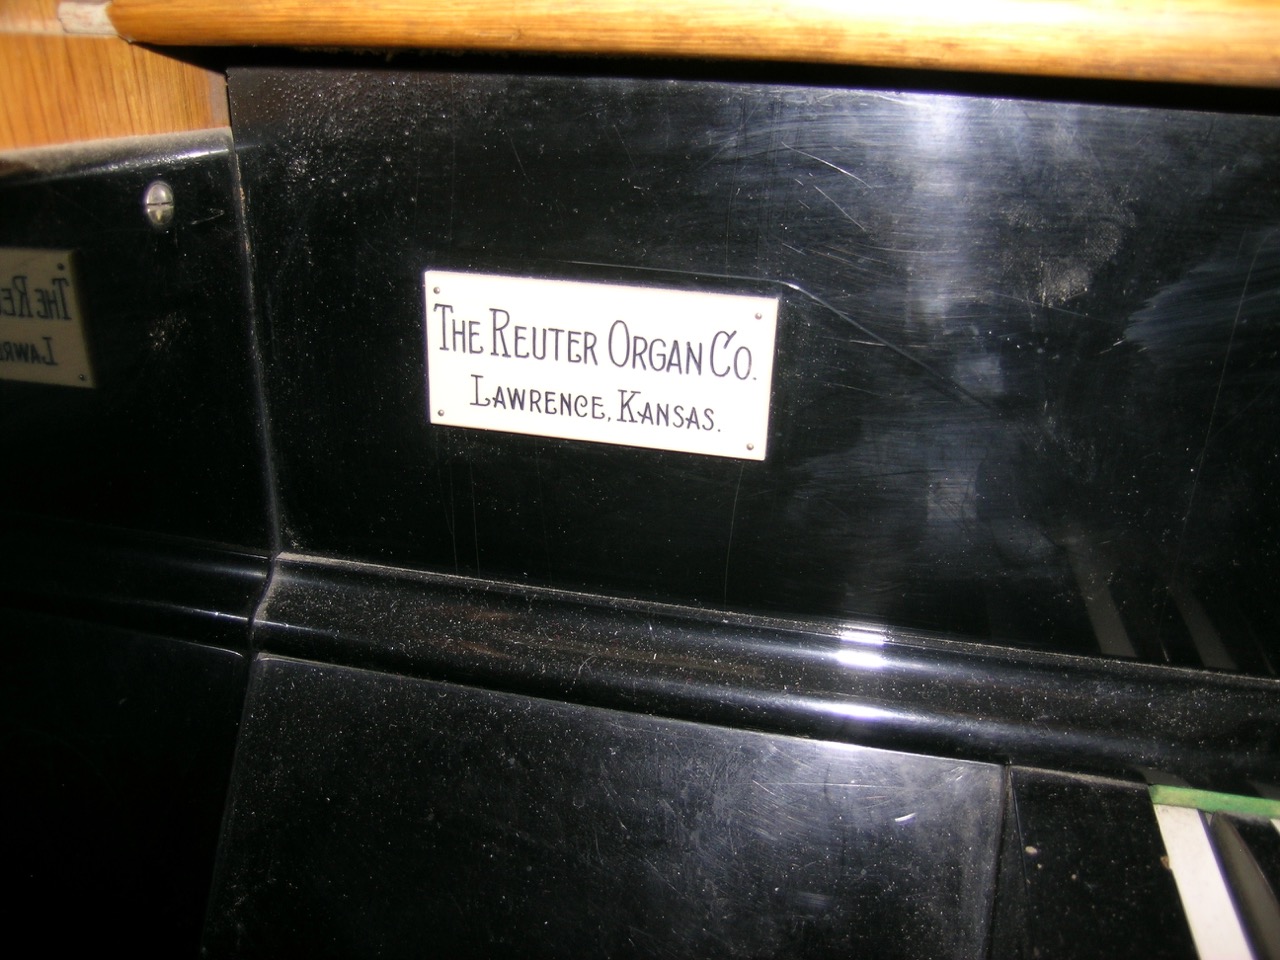 The Reuter Organ Co.
Lawrence, Kansas.